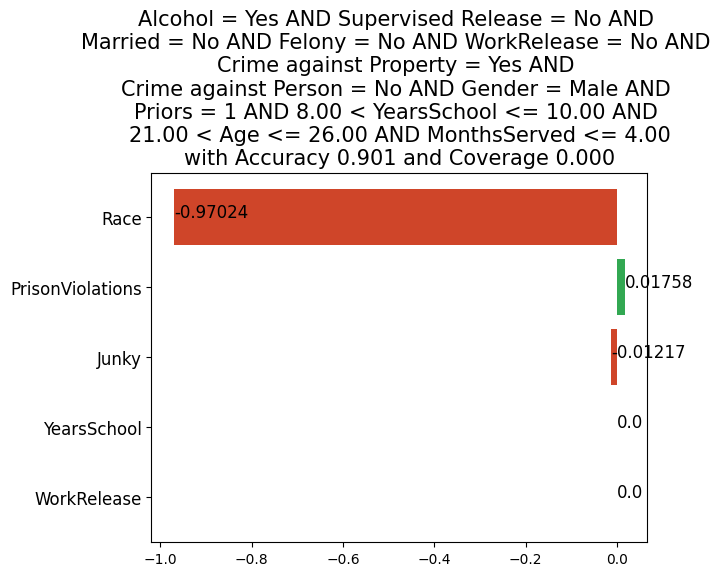 Alcohol = Yes AND Supervised Release = No AND
Married = No AND Felony = No AND WorkRelease = No AND
Crime against Property = Yes AND
Crime against Person = No AND Gender = Male AND
Priors = 1 AND 8.00 < YearsSchool <= 10.00 AND
21.00 < Age <= 26.00 AND MonthsServed <= 4.00
with Accuracy 0.901 and Coverage 0.000
Race -0.97024
PrisonViolations 0.01758
Junky -0.01217
YearsSchool 0.0
WorkRelease 0.0
−1.0 −0.8 −0.6 −0.4 −0.2 0.0